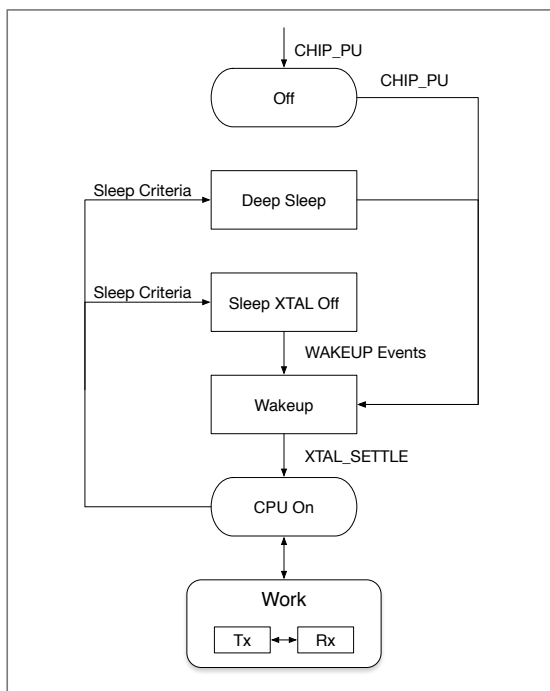 CHIP_PU
CHIP_PU
Off
Sleep Criteria
Deep Sleep
Sleep Criteria
Sleep XTAL Off
WAKEUP Events
Wakeup
XTAL_SETTLE
CPU On
Work
Tx
Rx